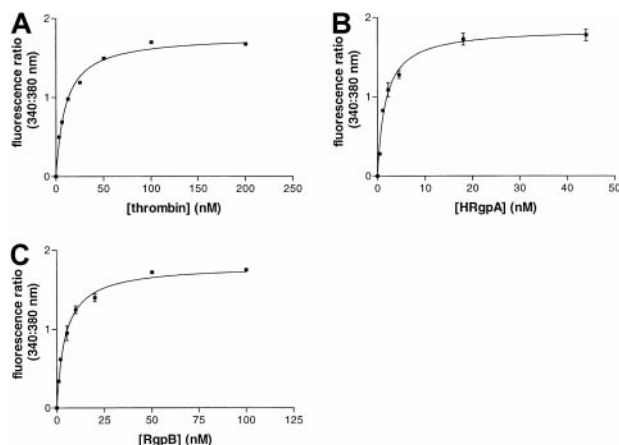 A
fluorescence ratio
(340:380 nm)
2
1
0
0 50 100 150 200 250
[thrombin] (nM)
B
fluorescence ratio
(340:380 nm)
2
1
0
0 10 20 30 40 50
[HRgpA] (nM)
C
fluorescence ratio
(340:380 nm)
2
1
0
0 25 50 75 100 125
[RgpB] (nM)